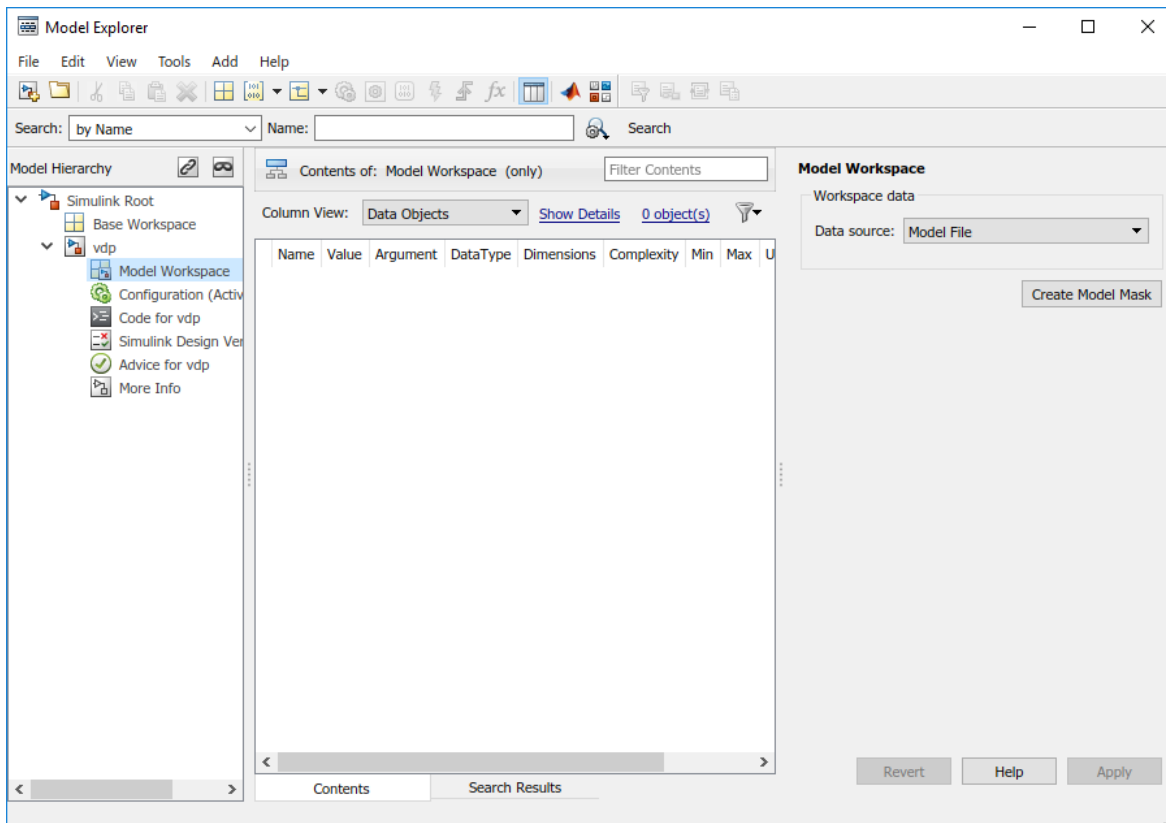 Model Explorer
File Edit View Tools Add Help
fx
Search: by Name Name: Search
Model Hierarchy
Simulink Root
Base Workspace
vdp
Model Workspace
Configuration (Activ
Code for vdp
Simulink Design Ver
Advice for vdp
More Info
Contents of: Model Workspace (only) Filter Contents
Column View: Data Objects Show Details 0 object(s)
Name Value Argument DataType Dimensions Complexity Min Max U
Contents Search Results
Model Workspace
Workspace data
Data source: Model File
Create Model Mask
Revert Help Apply